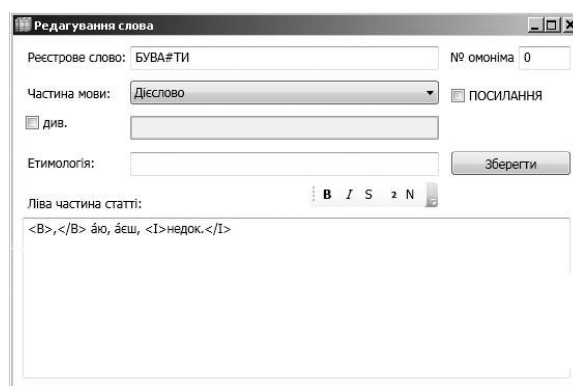 Редагування слова
Реєстрове слово: БУВА#ТИ № омоніма 0
Частина мови: Дієслово ПОСИЛАННЯ
див.
Етимологія: Зберегти
Ліва частина статті: B I S 2 N
<B>,</B> а́ю, а́єш, <I>недок.</I>